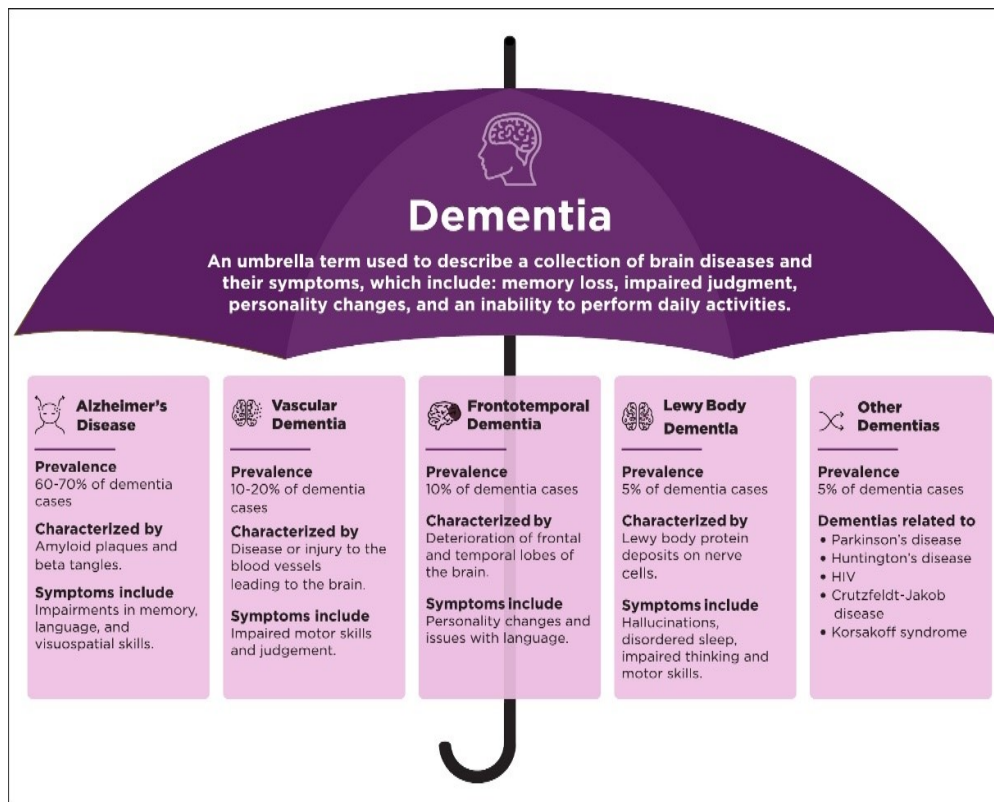 Dementia
An umbrella term used to describe a collection of brain diseases and
their symptoms, which include: memory loss, impaired judgment,
personality changes, and an inability to perform daily activities.
Alzheimer's
Disease
Prevalence
60-70% of dementia
cases
Characterized by
Amyloid plaques and
beta tangles.
Symptoms include
Impairments in memory,
language, and
visuospatial skills.
Vascular
Dementia
Prevalence
10-20% of dementia
cases
Characterized by
Disease or injury to the
blood vessels
leading to the brain.
Symptoms include
Impaired motor skills
and judgement.
Frontotemporal
Dementia
Prevalence
10% of dementia cases
Characterized by
Deterioration of frontal
and temporal lobes of
the brain.
Symptoms Include
Personality changes and
issues with language.
Lewy Body
Dementia
Prevalence
5% of dementia cases
Characterized by
Lewy body protein
deposits on nerve
cells.
Symptoms include
Hallucinations,
disordered sleep,
impaired thinking and
motor skills.
Other
Dementias
Prevalence
5% of dementia cases
Dementias related to
• Parkinson's disease
• Huntington's disease
• HIV
• Crutzfeldt-Jakob
disease
• Korsakoff syndrome